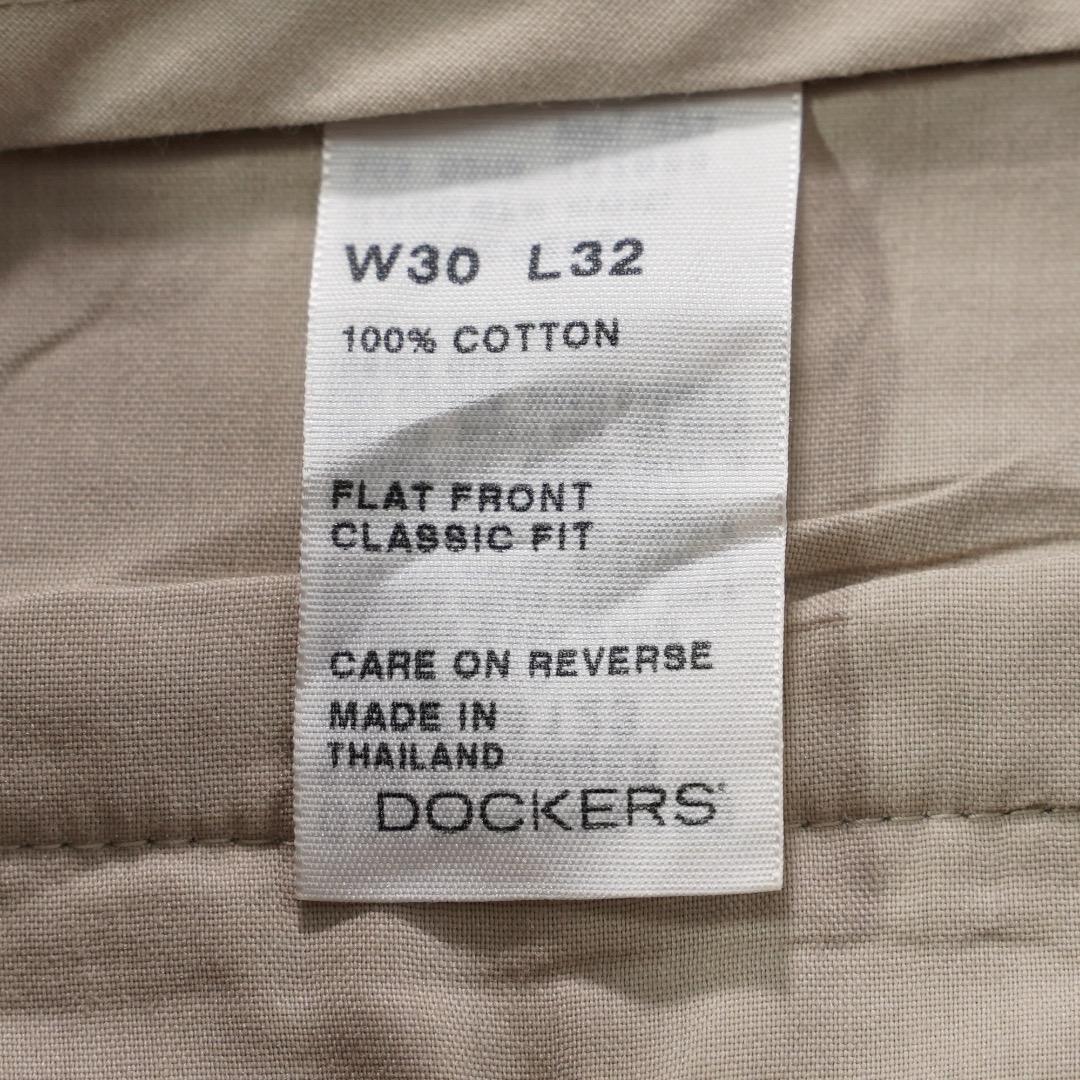 W30 L32
100% COTTON
FLAT FRONT
CLASSIC FIT
CARE ON REVERSE
MADE IN
THAILAND
DOCKERS